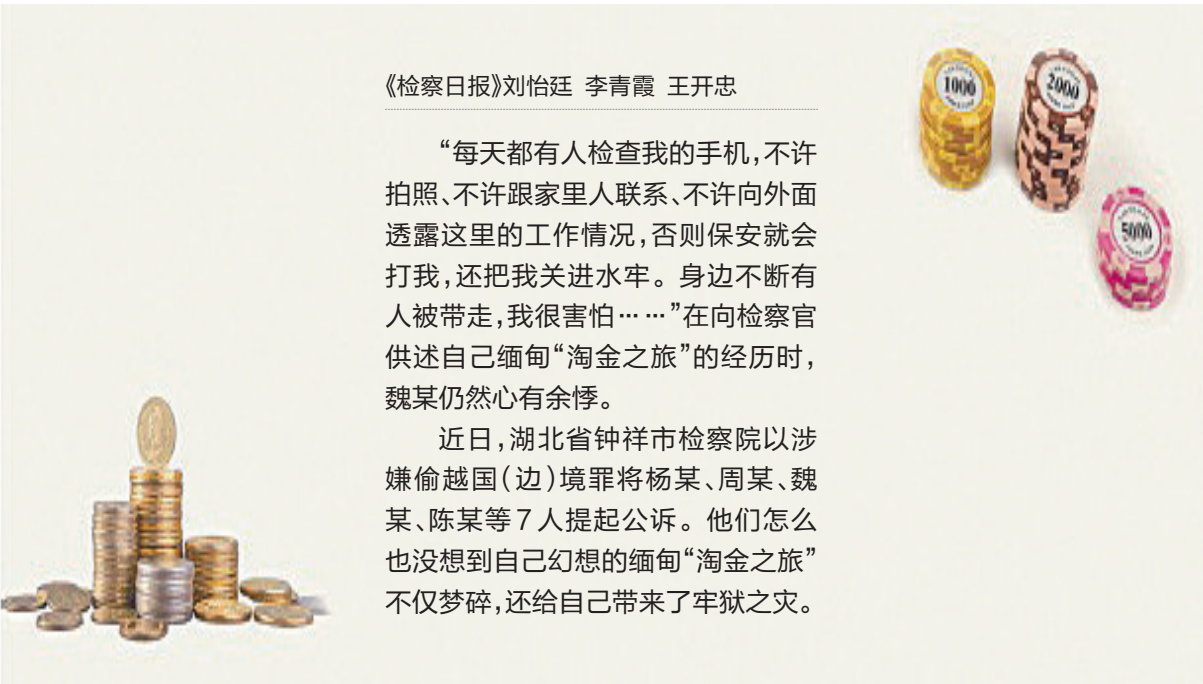 《检察日报》刘怡廷 李青霞 王开忠
“每天都有人检查我的手机，不许
拍照、不许跟家里人联系、不许向外面
透露这里的工作情况，否则保安就会
打我，还把我关进水牢。身边不断有
人被带走，我很害怕……”在向检察官
供述自己缅甸“淘金之旅”的经历时，
魏某仍然心有余悸。
近日，湖北省钟祥市检察院以涉
嫌偷越国（边）境罪将杨某、周某、魏
某、陈某等7人提起公诉。他们怎么
也没想到自己幻想的缅甸“淘金之旅”
不仅梦碎，还给自己带来了牢狱之灾。
1000
2000
5000